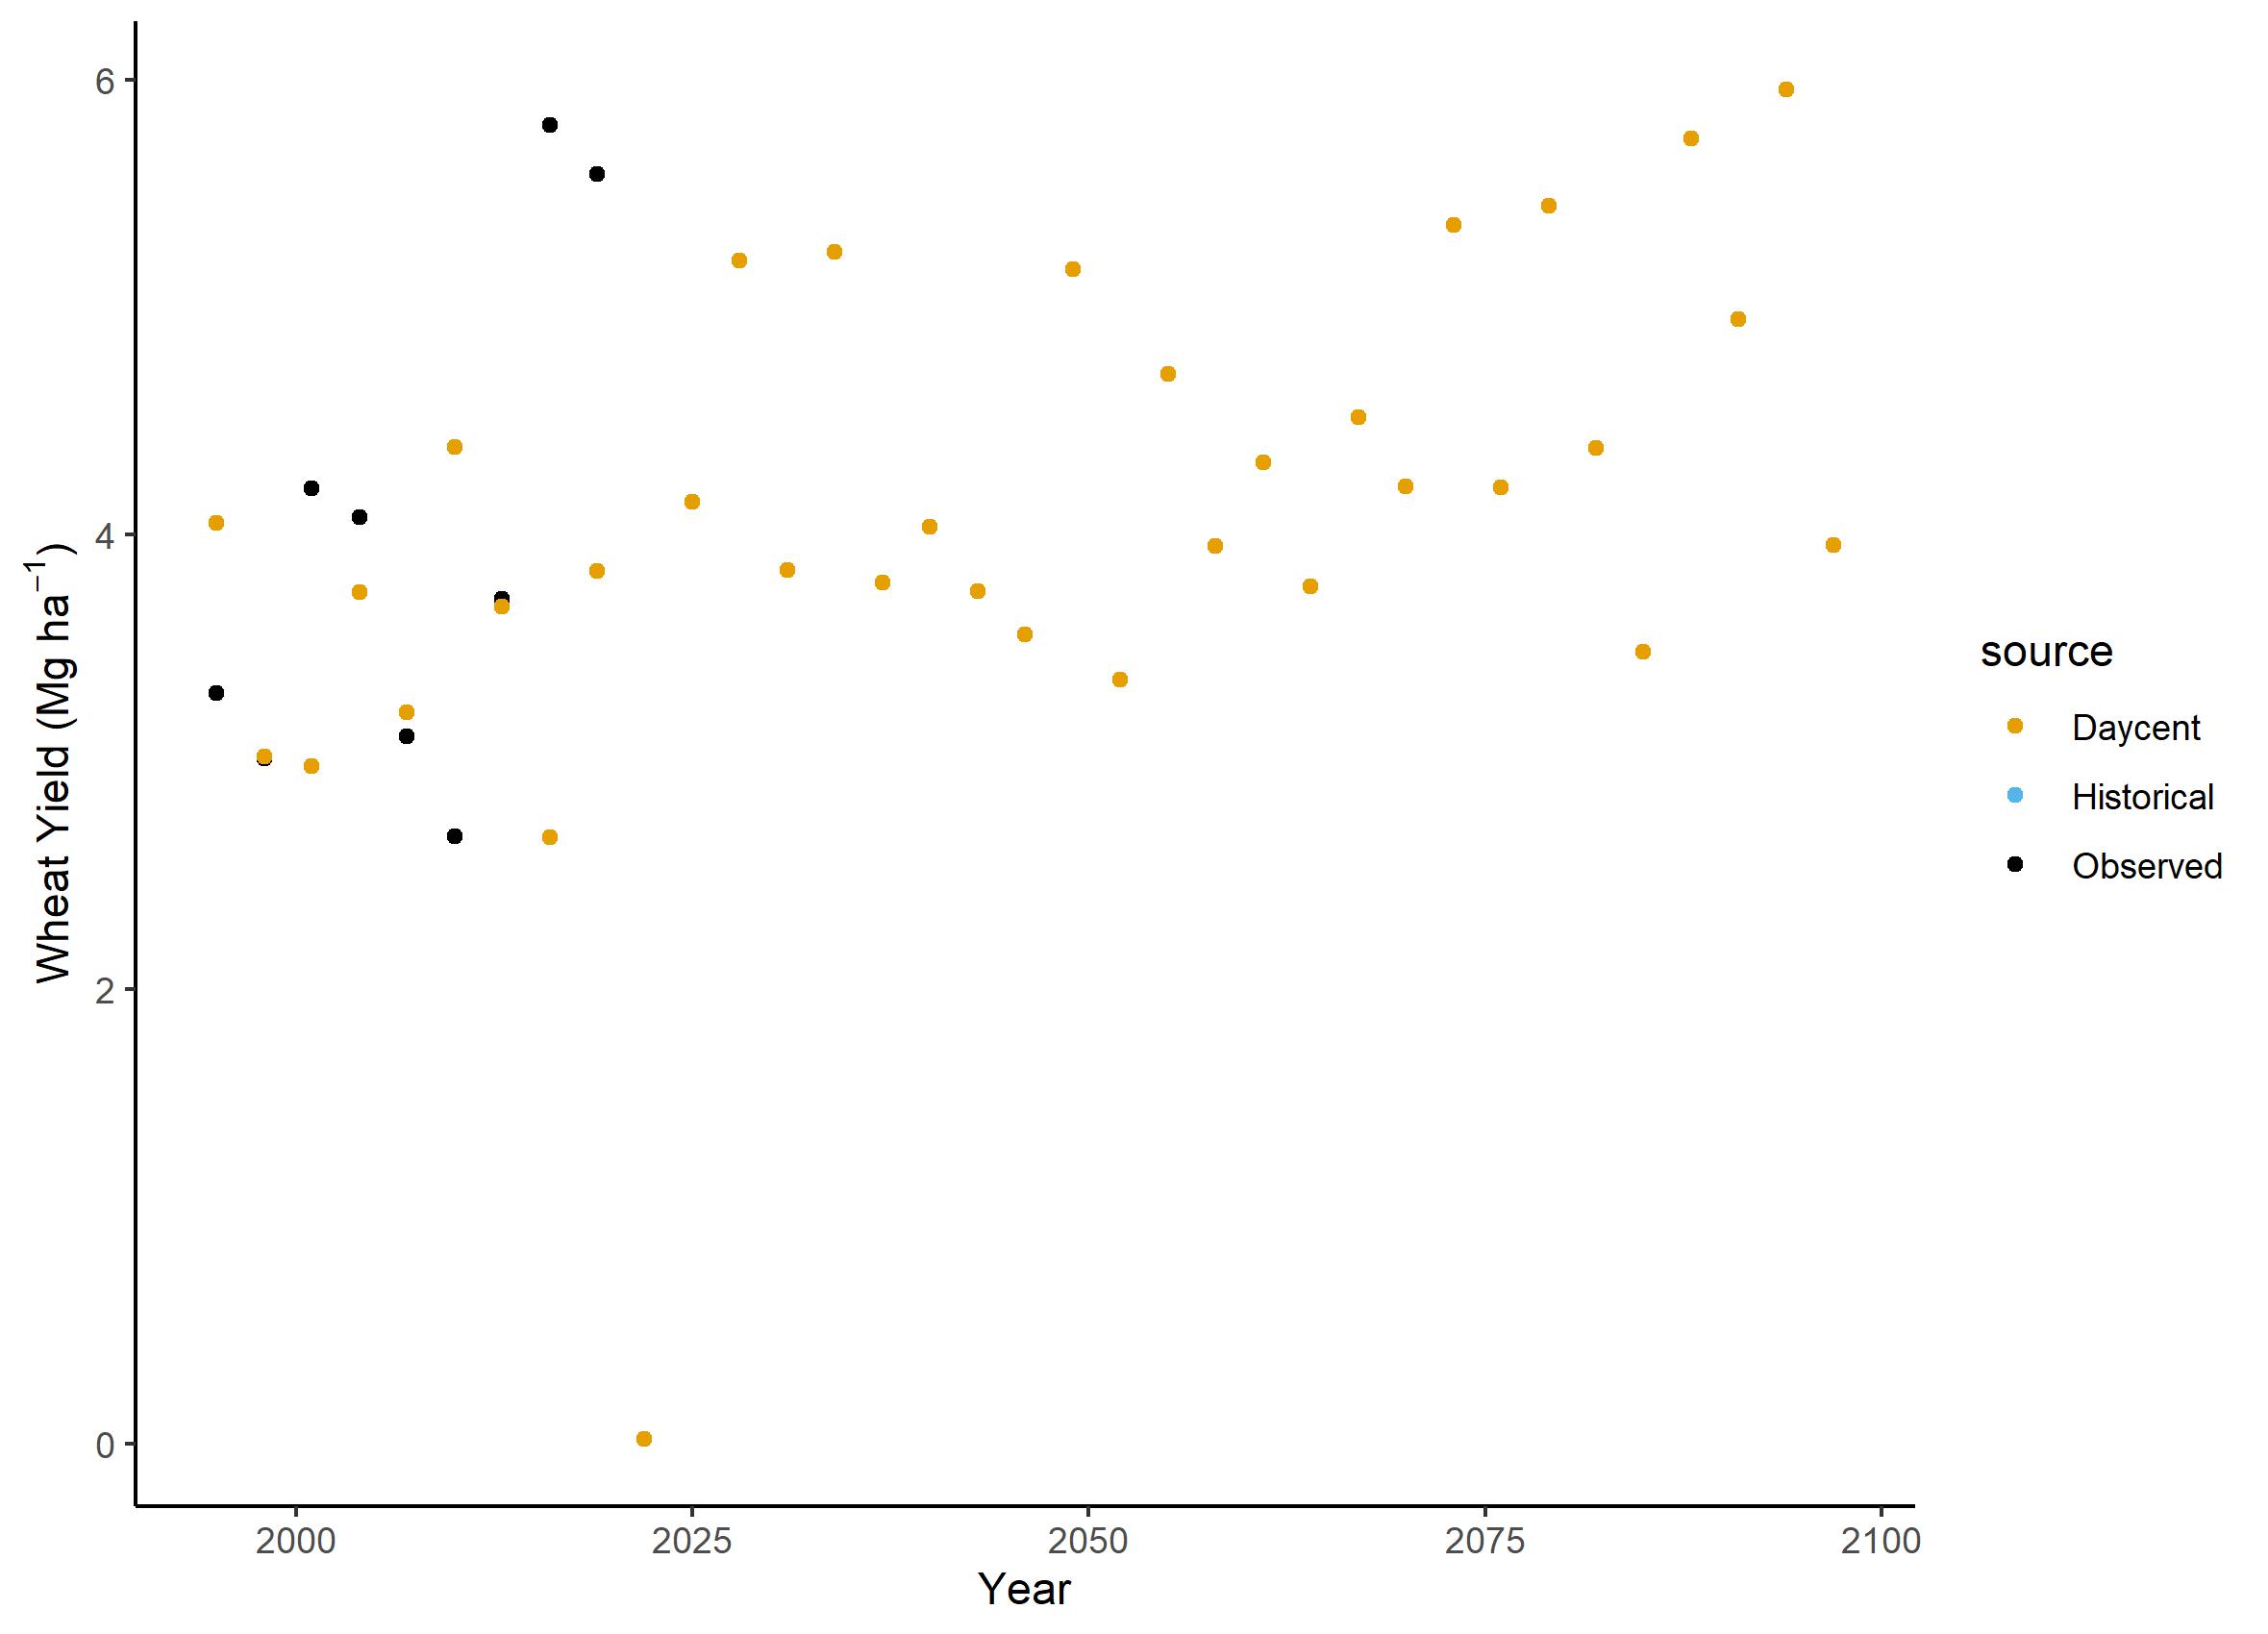 6
4
2
0
Wheat Yield (Mg ha⁻¹)
2000 2025 2050 2075 2100
Year
source
Daycent
Historical
Observed